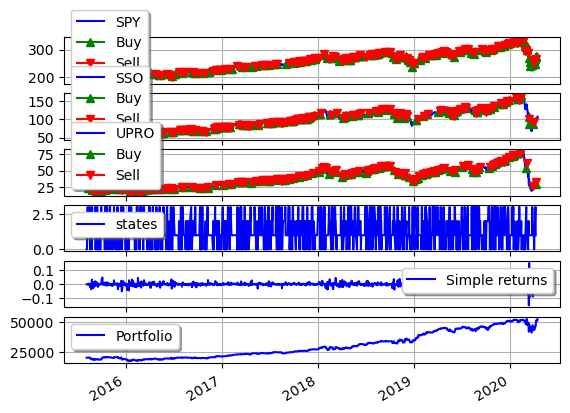 SPY
Buy
Sell
300
200
SSO
Buy
Sell
150
100
50
UPRO
Buy
Sell
75
50
25
states
2.5
0.0
Simple returns
0.1
0.0
−0.1
Portfolio
50000
25000
2016 2017 2018 2019 2020